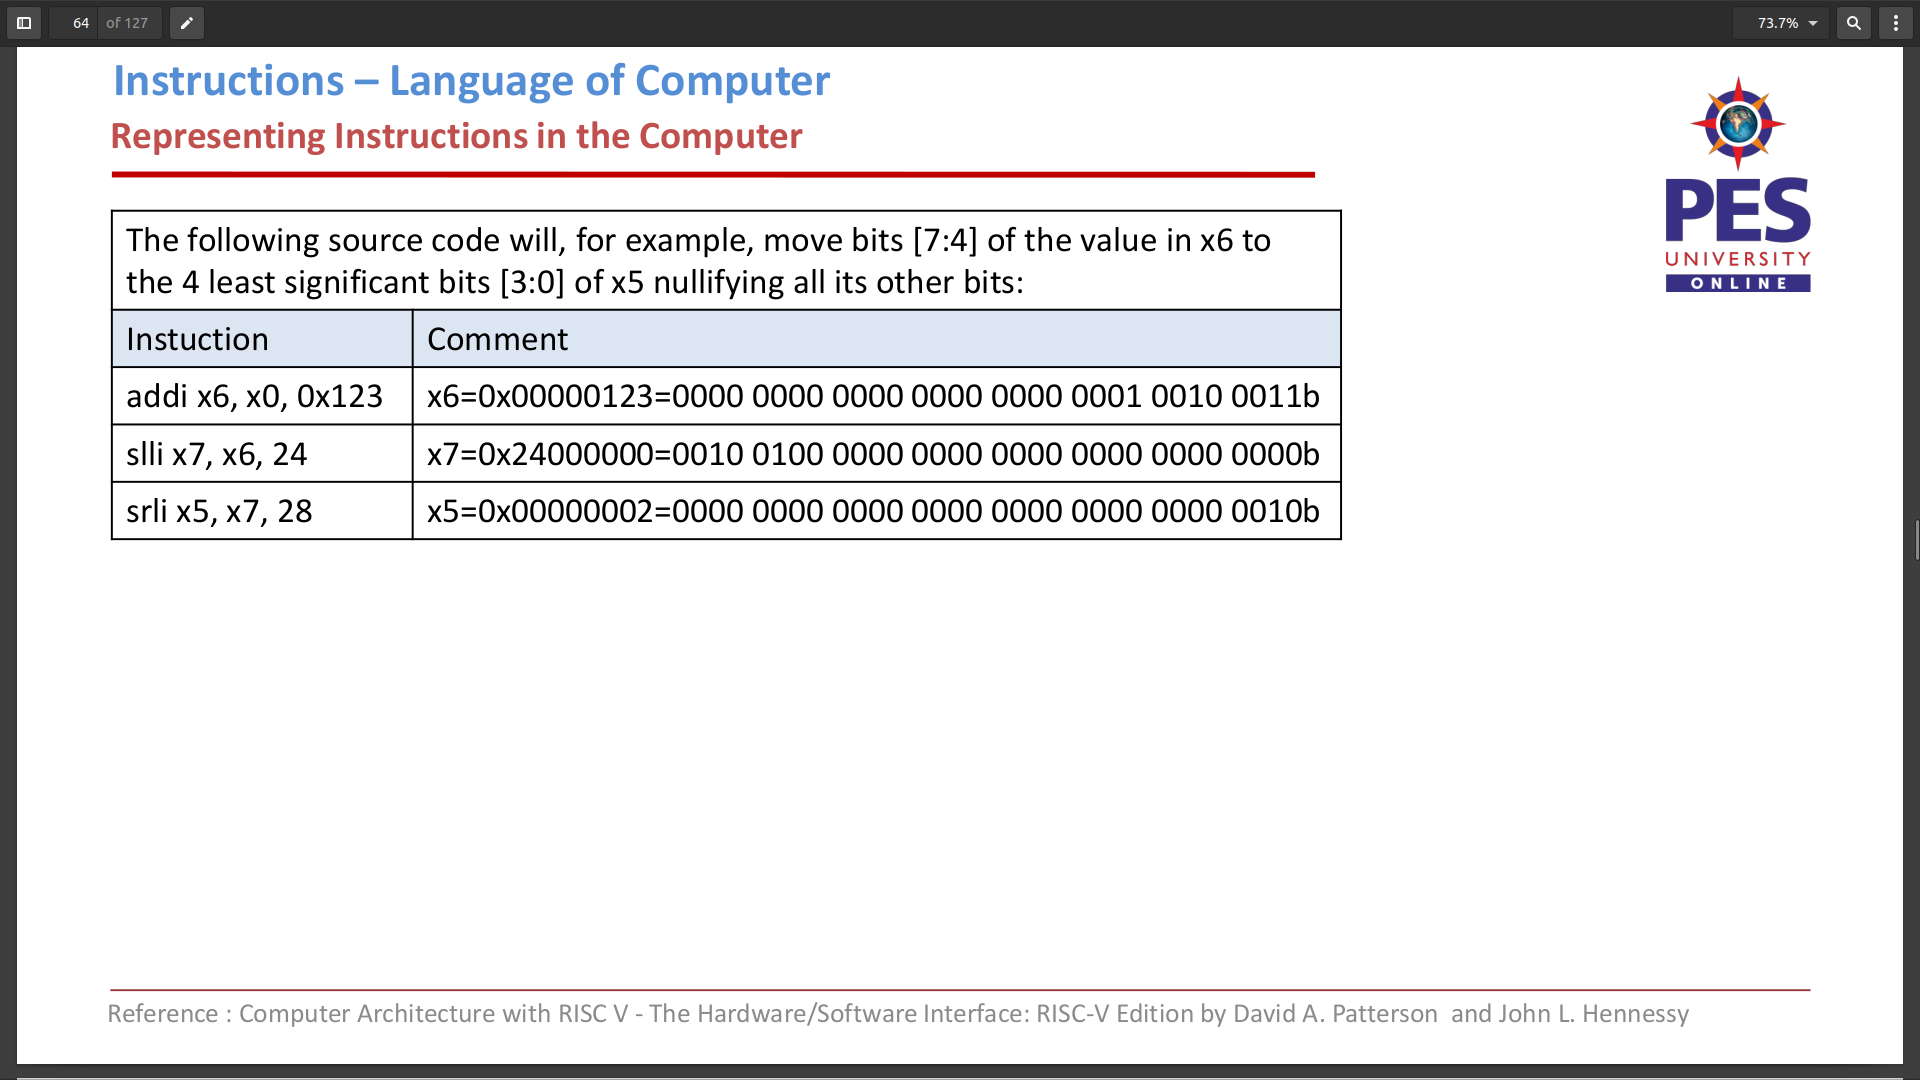 64 of 127
73.7%
Instructions – Language of Computer
Representing Instructions in the Computer
PES
UNIVERSITY
ONLINE
The following source code will, for example, move bits [7:4] of the value in x6 to
the 4 least significant bits [3:0] of x5 nullifying all its other bits:
Instuction Comment
addi x6, x0, 0x123 x6=0x00000123=0000 0000 0000 0000 0000 0001 0010 0011b
slli x7, x6, 24 x7=0x24000000=0010 0100 0000 0000 0000 0000 0000 0000b
srli x5, x7, 28 x5=0x00000002=0000 0000 0000 0000 0000 0000 0000 0010b
Reference : Computer Architecture with RISC V - The Hardware/Software Interface: RISC-V Edition by David A. Patterson and John L. Hennessy